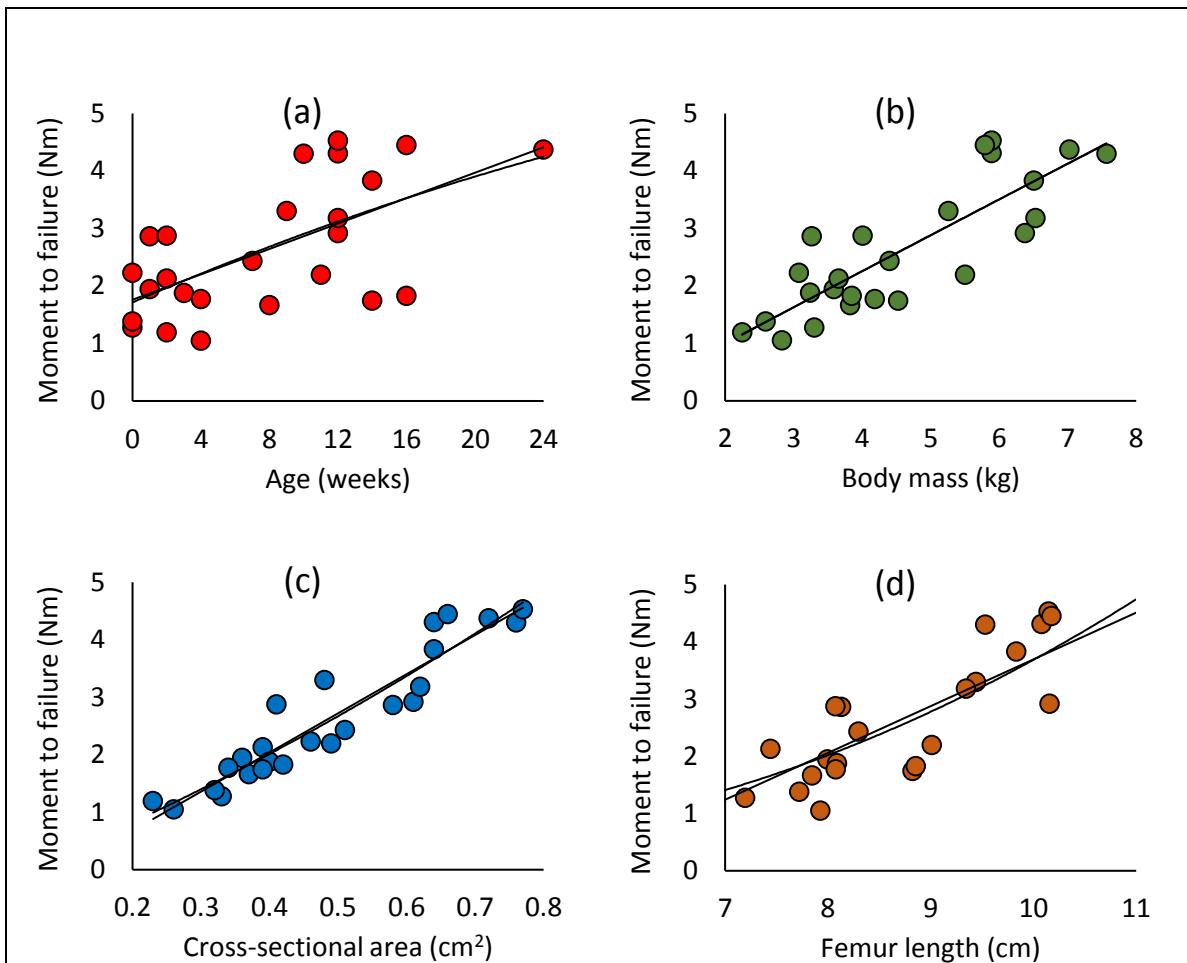 (a)
Moment to failure (Nm)
5
4
3
2
1
0
0 4 8 12 16 20 24
Age (weeks)
(b)
Moment to failure (Nm)
5
4
3
2
1
0
2 3 4 5 6 7 8
Body mass (kg)
(c)
Moment to failure (Nm)
5
4
3
2
1
0
0.2 0.3 0.4 0.5 0.6 0.7 0.8
Cross-sectional area (cm²)
(d)
Moment to failure (Nm)
5
4
3
2
1
0
7 8 9 10 11
Femur length (cm)